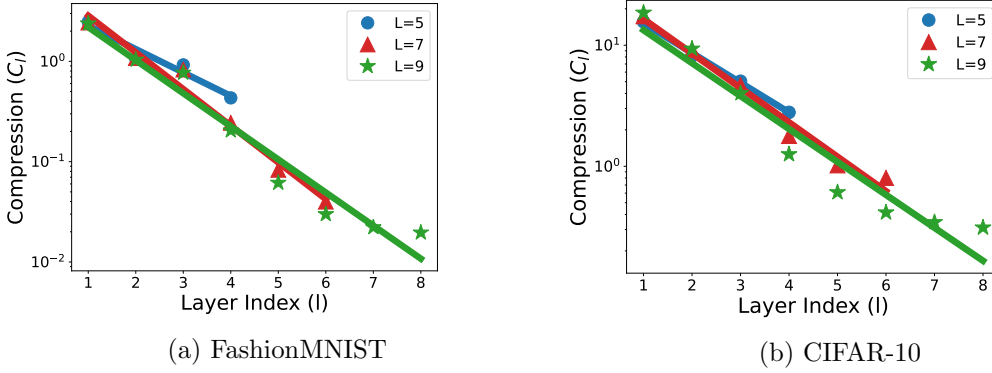 Compression (C_l)
10^0
10^{-1}
10^{-2}
L=5
L=7
L=9
1 2 3 4 5 6 7 8
Layer Index (l)
(a) FashionMNIST
Compression (C_l)
10^1
10^0
L=5
L=7
L=9
1 2 3 4 5 6 7 8
Layer Index (l)
(b) CIFAR-10